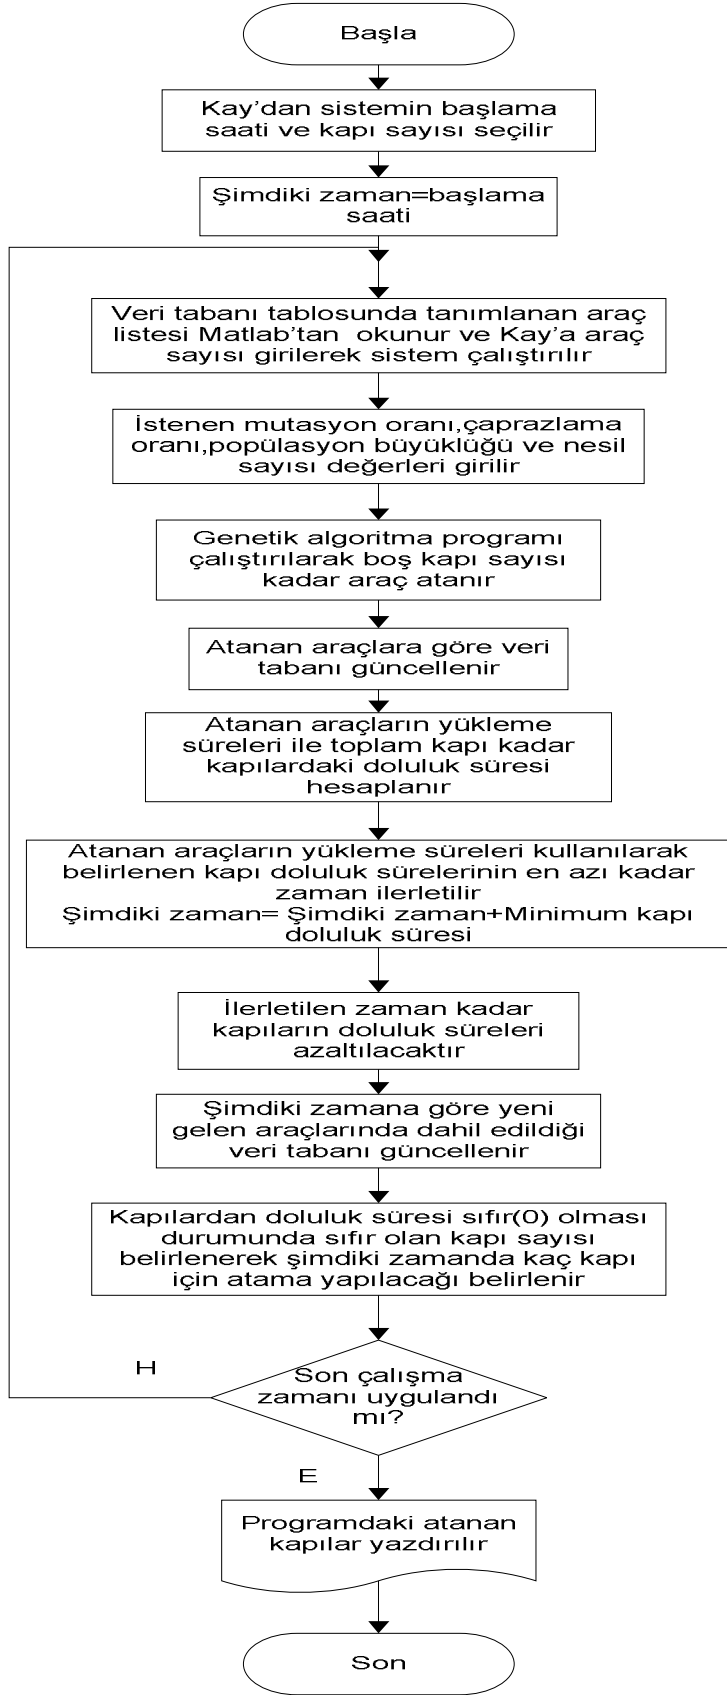 Başla
Kay'dan sistemin başlama
saati ve kapı sayısı seçilir
Şimdiki zaman=başlama
saati
Veri tabanı tablosunda tanımlanan araç
listesi Matlab'tan okunur ve Kay'a araç
sayısı girilerek sistem çalıştırılır
İstenen mutasyon oranı,çaprazlama
oranı,popülasyon büyüklüğü ve nesil
sayısı değerleri girilir
Genetik algoritma programı
çalıştırılarak boş kapı sayısı
kadar araç atanır
Atanan araçlara göre veri
tabanı güncellenir
Atanan araçların yükleme
süreleri ile toplam kapı kadar
kapılardaki doluluk süresi
hesaplanır
Atanan araçların yükleme süreleri kullanılarak
belirlenen kapı doluluk sürelerinin en azı kadar
zaman ilerletilir
Şimdiki zaman= Şimdiki zaman+Minimum kapı
doluluk süresi
İlerletilen zaman kadar
kapıların doluluk süreleri
azaltılacaktır
Şimdiki zamana göre yeni
gelen araçlarında dahil edildiği
veri tabanı güncellenir
Kapılardan doluluk süresi sıfır(0) olması
durumunda sıfır olan kapı sayısı
belirlenerek şimdiki zamanda kaç kapı
için atama yapılacağı belirlenir
H
Son çalışma
zamanı uygulandı
mı?
E
Programdaki atanan
kapılar yazdırılır
Son